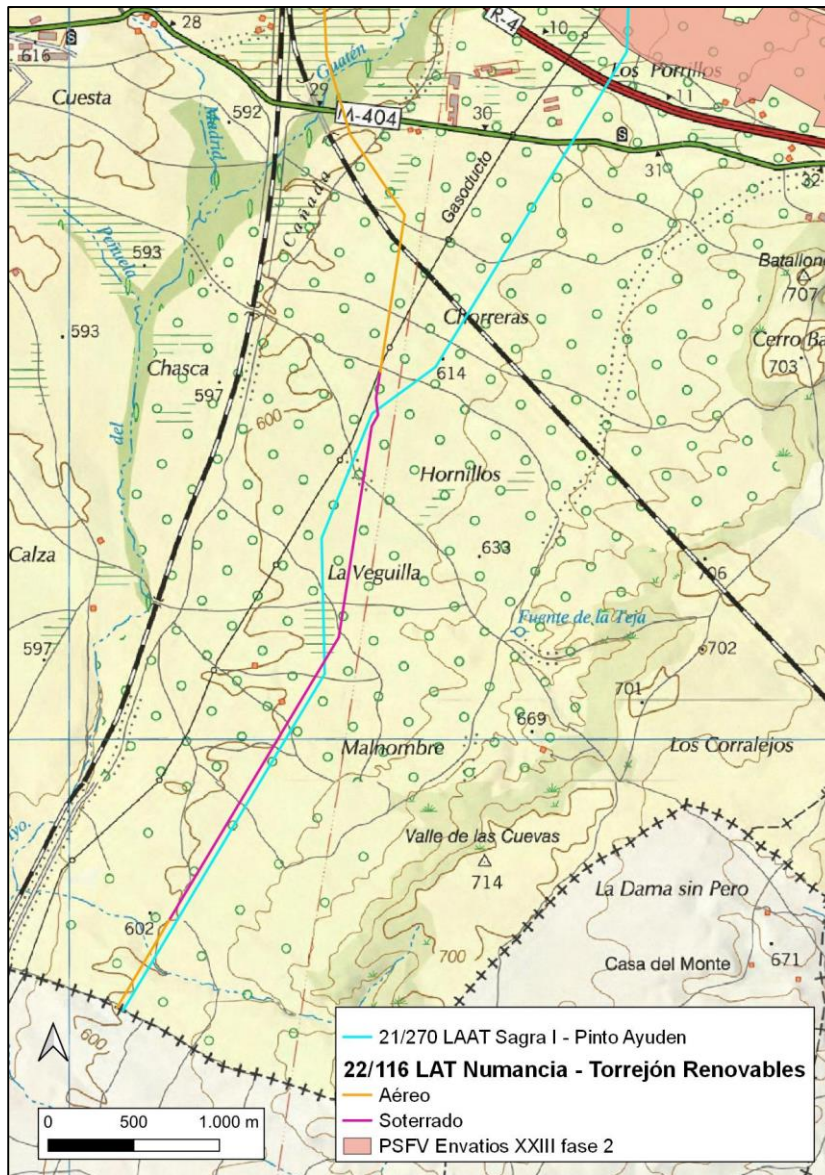 28
R-4
10
616
S
Guatén
Los Porrillos
Cuesta
592
29
11
Madrid
M-404
30
S
31
32
Cañada
Gasoducto
Pañuela
593
Batallone
707
593
Chorreras
Cerro Ba
Chasca
614
703
597
600
del
Hornillos
Calza
633
706
La Veguilla
Fuente de la Teja
597
702
701
669
Malnombre
Los Corralejos
Ayo.
Valle de las Cuevas
714
La Dama sin Pero
602
700
671
Casa del Monte
600
21/270 LAAT Sagra I - Pinto Ayuden
22/116 LAT Numancia - Torrejón Renovables
Aéreo
Soterrado
PSFV Envatios XXIII fase 2
0 500 1.000 m